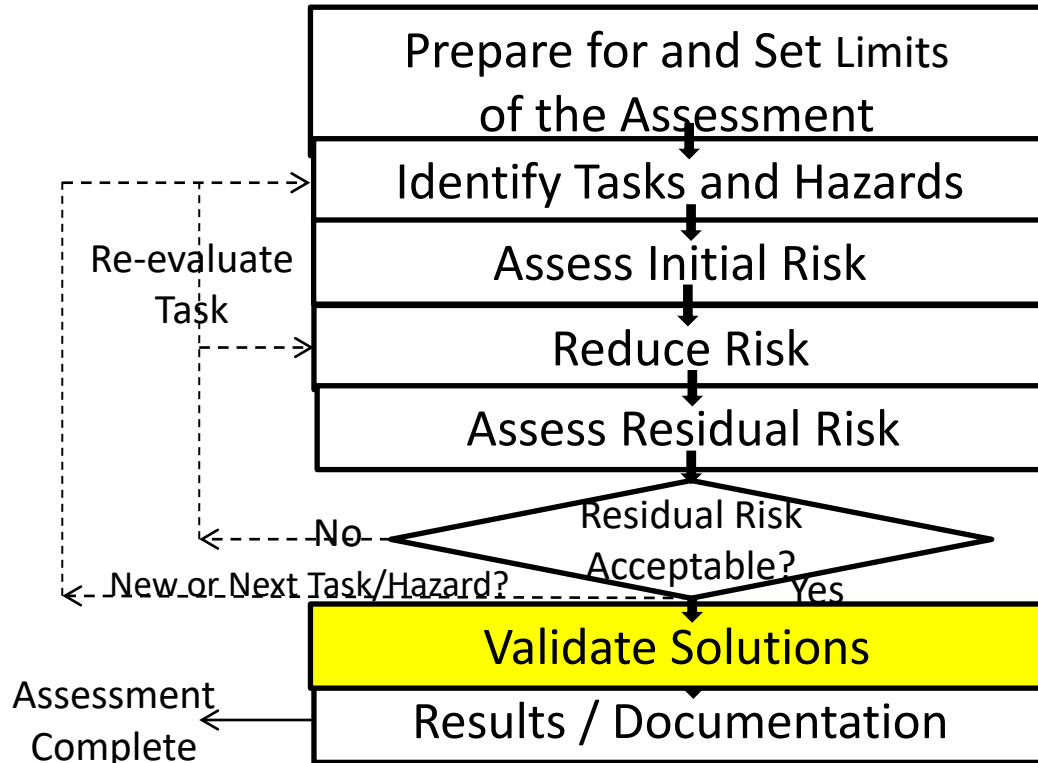 Prepare for and Set Limits
of the Assessment
Identify Tasks and Hazards
Re-evaluate
Task
Assess Initial Risk
Reduce Risk
Assess Residual Risk
Residual Risk
Acceptable?
No
New or Next Task/Hazard?
Yes
Validate Solutions
Assessment
Complete
Results / Documentation